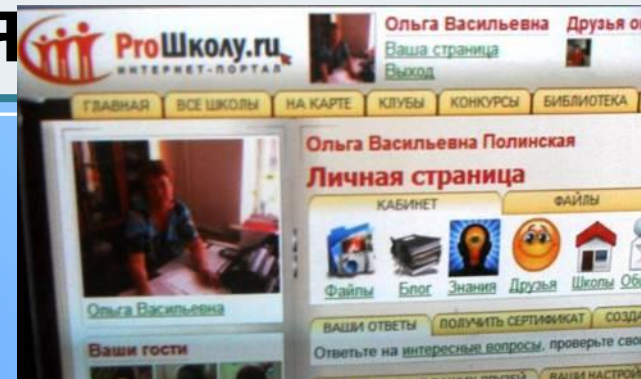 Я
ProШколу.ru
ИНТЕРНЕТ-ПОРТАЛ
Ольга Васильевна
Ваша страница
Выход
Друзья
ГЛАВНАЯ ВСЕ ШКОЛЫ НА КАРТЕ КЛУБЫ КОНКУРСЫ БИБЛИОТЕКА
Ольга Васильевна Полинская
Личная страница
КАБИНЕТ ФАЙЛЫ
Файлы Блог Знания Друзья Школы
Ольга Васильевна
ВАШИ ОТВЕТЫ ПОЛУЧИТЬ СЕРТИФИКАТ
Ответьте на интересные вопросы, проверьте
Ваши гости
ДРУЗЕЙ ВАШИ